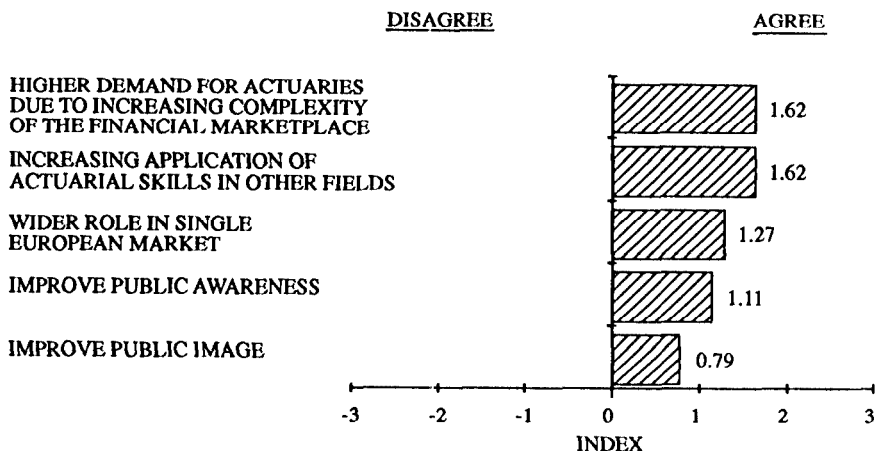 DISAGREE AGREE
HIGHER DEMAND FOR ACTUARIES
DUE TO INCREASING COMPLEXITY
OF THE FINANCIAL MARKETPLACE
1.62
INCREASING APPLICATION OF
ACTUARIAL SKILLS IN OTHER FIELDS
1.62
WIDER ROLE IN SINGLE
EUROPEAN MARKET
1.27
IMPROVE PUBLIC AWARENESS
1.11
IMPROVE PUBLIC IMAGE
0.79
-3 -2 -1 0 1 2 3
INDEX